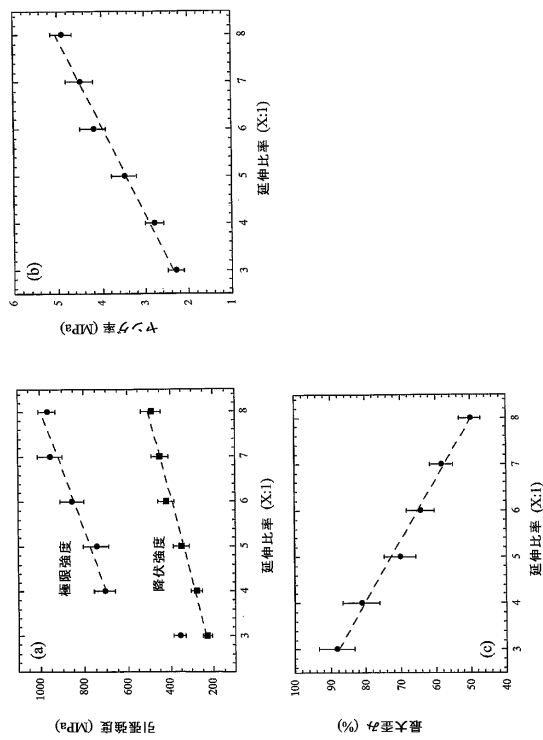 (a)
極限強度
降伏強度
1000
800
600
400
200
3 4 5 6 7 8
引張強度 (MPa)
延伸比率 (X:1)
(b)
6
5
4
3
2
1
3 4 5 6 7 8
ヤング率 (MPa)
延伸比率 (X:1)
(c)
100
90
80
70
60
50
40
3 4 5 6 7 8
最大歪み (%)
延伸比率 (X:1)